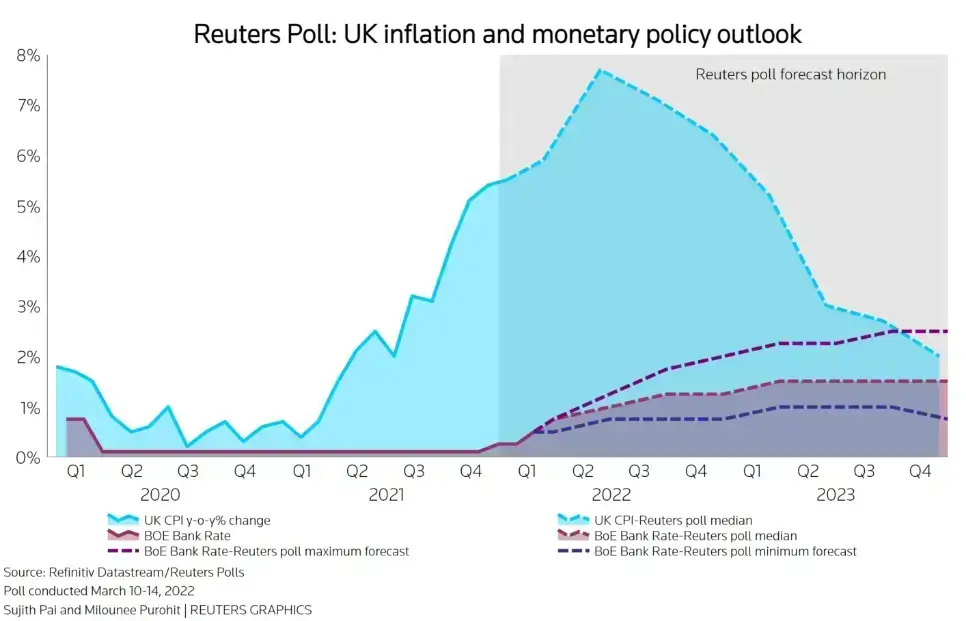 Reuters Poll: UK inflation and monetary policy outlook
8%
Reuters poll forecast horizon
7%
6%
5%
4%
3%
2%
1%
0%
Q1 Q2 Q3 Q4 Q1 Q2 Q3 Q4 Q1 Q2 Q3 Q4 Q1 Q2 Q3 Q4
2020 2021 2022 2023
UK CPI y-o-y% change UK CPI-Reuters poll median
BOE Bank Rate BoE Bank Rate-Reuters poll median
BoE Bank Rate-Reuters poll maximum forecast BoE Bank Rate-Reuters poll minimum forecast
Source: Refinitiv Datastream/Reuters Polls
Poll conducted March 10-14, 2022
Sujith Pai and Milounee Purohit | REUTERS GRAPHICS